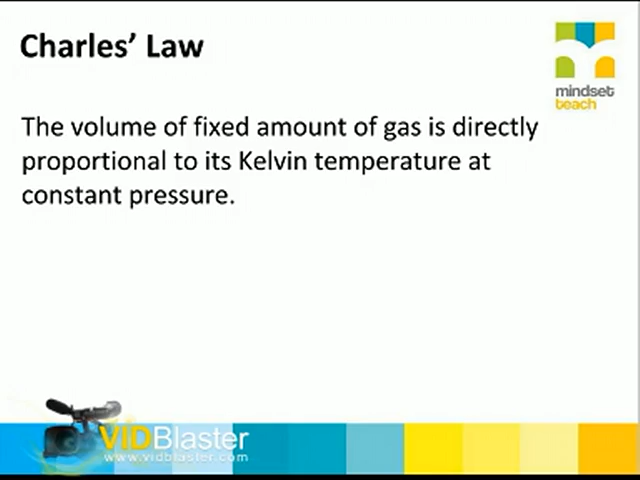 Charles’ Law
mindset
teach
The volume of fixed amount of gas is directly
proportional to its Kelvin temperature at
constant pressure.
VIDBlaster
www.vidblaster.com